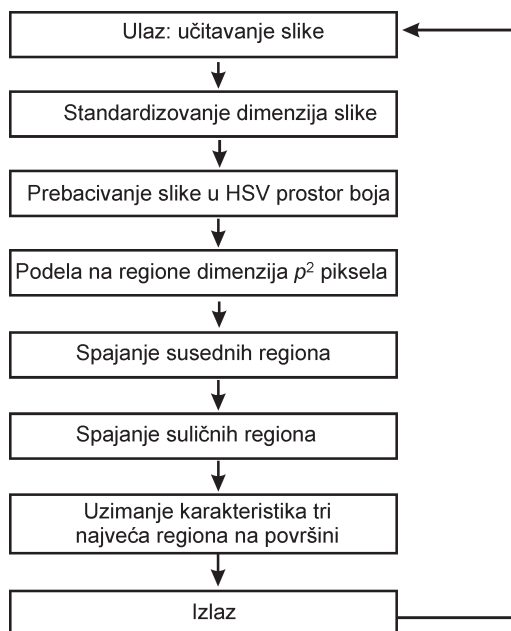 Ulaz: učitavanje slike
Standardizovanje dimenzija slike
Prebacivanje slike u HSV prostor boja
Podela na regione dimenzija p² piksela
Spajanje susednih regiona
Spajanje suličnih regiona
Uzimanje karakteristika tri
najveća regiona na površini
Izlaz